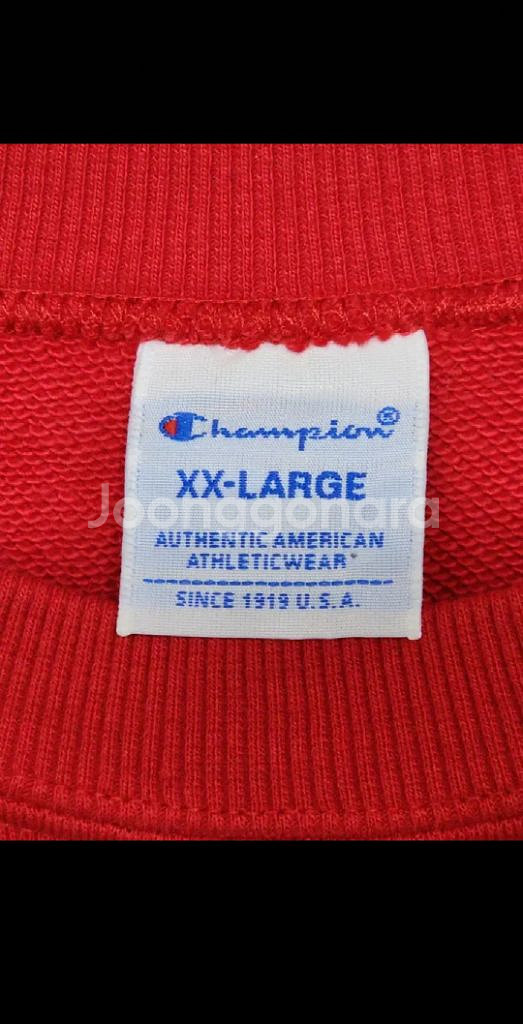 Champion®
XX-LARGE
Joonggonara
AUTHENTIC AMERICAN
ATHLETICWEAR
SINCE 1919 U.S.A.